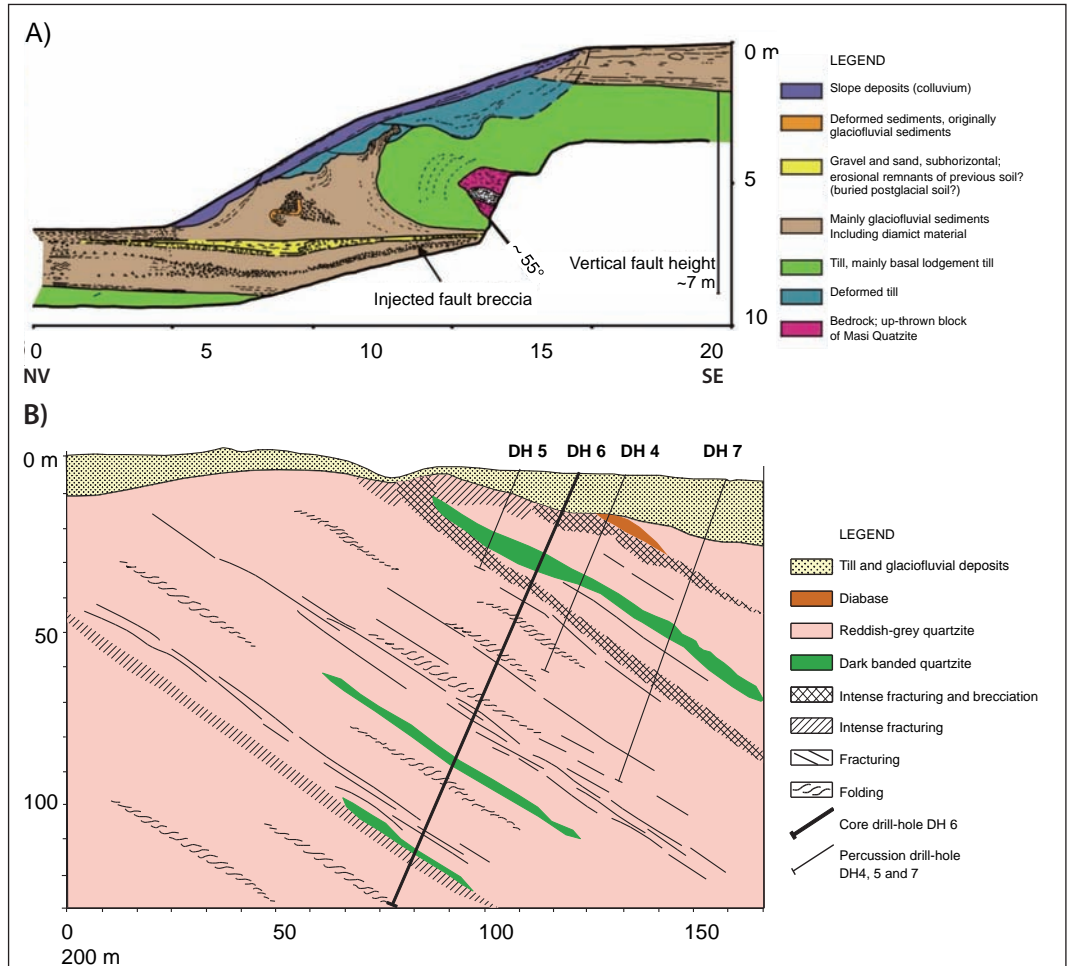 A)
0 m
5
10
~ 55°
Vertical fault height
~7 m
Injected fault breccia
0
5
10
15
20
NV
SE
LEGEND
Slope deposits (colluvium)
Deformed sediments, originally
glaciofluvial sediments
Gravel and sand, subhorizontal;
erosional remnants of previous soil?
(buried postglacial soil?)
Mainly glaciofluvial sediments
Including diamict material
Till, mainly basal lodgement till
Deformed till
Bedrock; up-thrown block
of Masi Quatzite
B)
DH 5
DH 6
DH 4
DH 7
0 m
50
100
0
50
100
150
200 m
LEGEND
Till and glaciofluvial deposits
Diabase
Reddish-grey quartzite
Dark banded quartzite
Intense fracturing and brecciation
Intense fracturing
Fracturing
Folding
Core drill-hole DH 6
Percussion drill-hole
DH4, 5 and 7